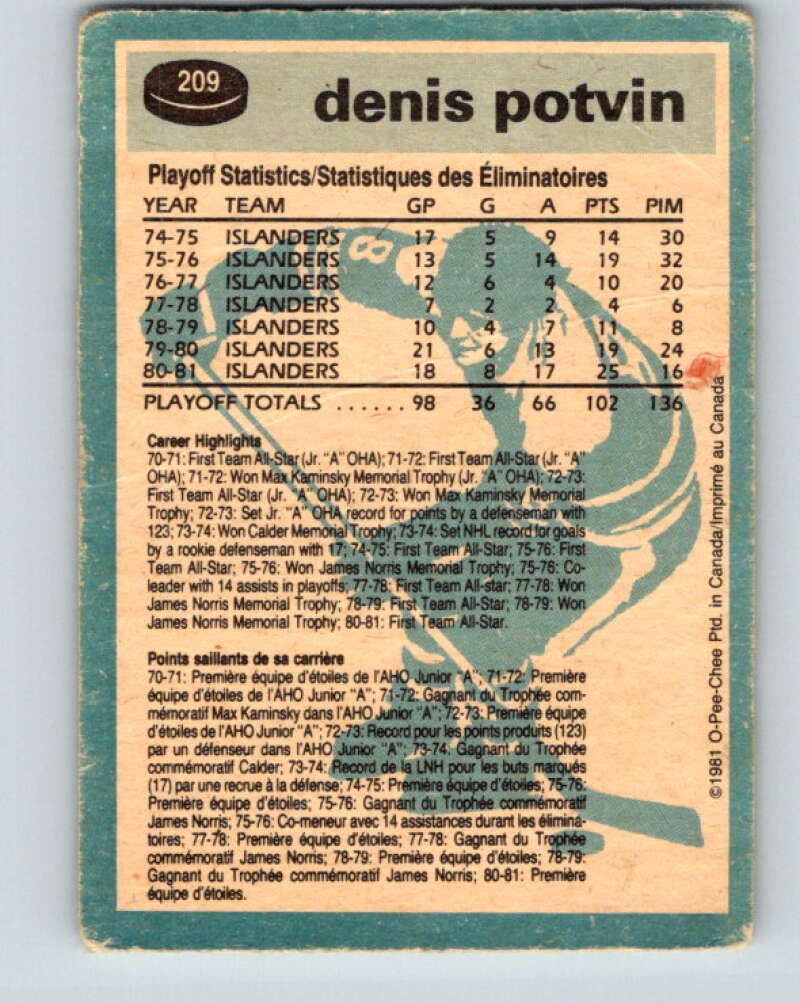 209
denis potvin
Playoff Statistics/Statistiques des Éliminatoires
YEAR TEAM GP G A PTS PIM
74-75 ISLANDERS 17 5 9 14 30
75-76 ISLANDERS 13 5 14 19 32
76-77 ISLANDERS 12 6 4 10 20
77-78 ISLANDERS 7 2 2 4 6
78-79 ISLANDERS 10 4 7 11 8
79-80 ISLANDERS 21 6 13 19 24
80-81 ISLANDERS 18 8 17 25 16
PLAYOFF TOTALS ...... 98 36 66 102 136
Career Highlights
70-71: First Team All-Star (Jr. "A" OHA); 71-72: First Team All-Star (Jr. "A"
OHA); 71-72: Won Max Kaminsky Memorial Trophy (Jr. "A" OHA); 72-73:
First Team All-Star (Jr. "A" OHA); 72-73: Won Max Kaminsky Memorial
Trophy; 72-73: Set Jr. "A" OHA record for points by a defenseman with
123; 73-74: Won Calder Memorial Trophy; 73-74: Set NHL record for goals
by a rookie defenseman with 17; 74-75: First Team All-Star; 75-76: First
Team All-Star; 75-76: Won James Norris Memorial Trophy; 75-76: Co-
leader with 14 assists in playoffs; 77-78: First Team All-star; 77-78: Won
James Norris Memorial Trophy; 78-79: First Team All-Star; 78-79: Won
James Norris Memorial Trophy; 80-81: First Team All-Star.
Points saillants de sa carrière
70-71: Première équipe d'étoiles de l'AHO Junior "A"; 71-72: Première
équipe d'étoiles de l'AHO Junior "A"; 71-72: Gagnant du Trophée com-
mémoratif Max Kaminsky dans l'AHO Junior "A"; 72-73: Première équipe
d'étoiles de l'AHO Junior "A"; 72-73: Record pour les points produits (123)
par un défenseur dans l'AHO Junior "A"; 73-74: Gagnant du Trophée
commémoratif Calder; 73-74: Record de la LNH pour les buts marqués
(17) par une recrue à la défense; 74-75: Première équipe d'étoiles; 75-76:
Première équipe d'étoiles; 75-76: Gagnant du Trophée commémoratif
James Norris; 75-76: Co-meneur avec 14 assistances durant les élimina-
toires; 77-78: Première équipe d'étoiles; 77-78: Gagnant du Trophée
commémoratif James Norris; 78-79: Première équipe d'étoiles; 78-79:
Gagnant du Trophée commémoratif James Norris; 80-81: Première
équipe d'étoiles.
©1981 O-Pee-Chee Ptd. in Canada/Imprimé au Canada
8